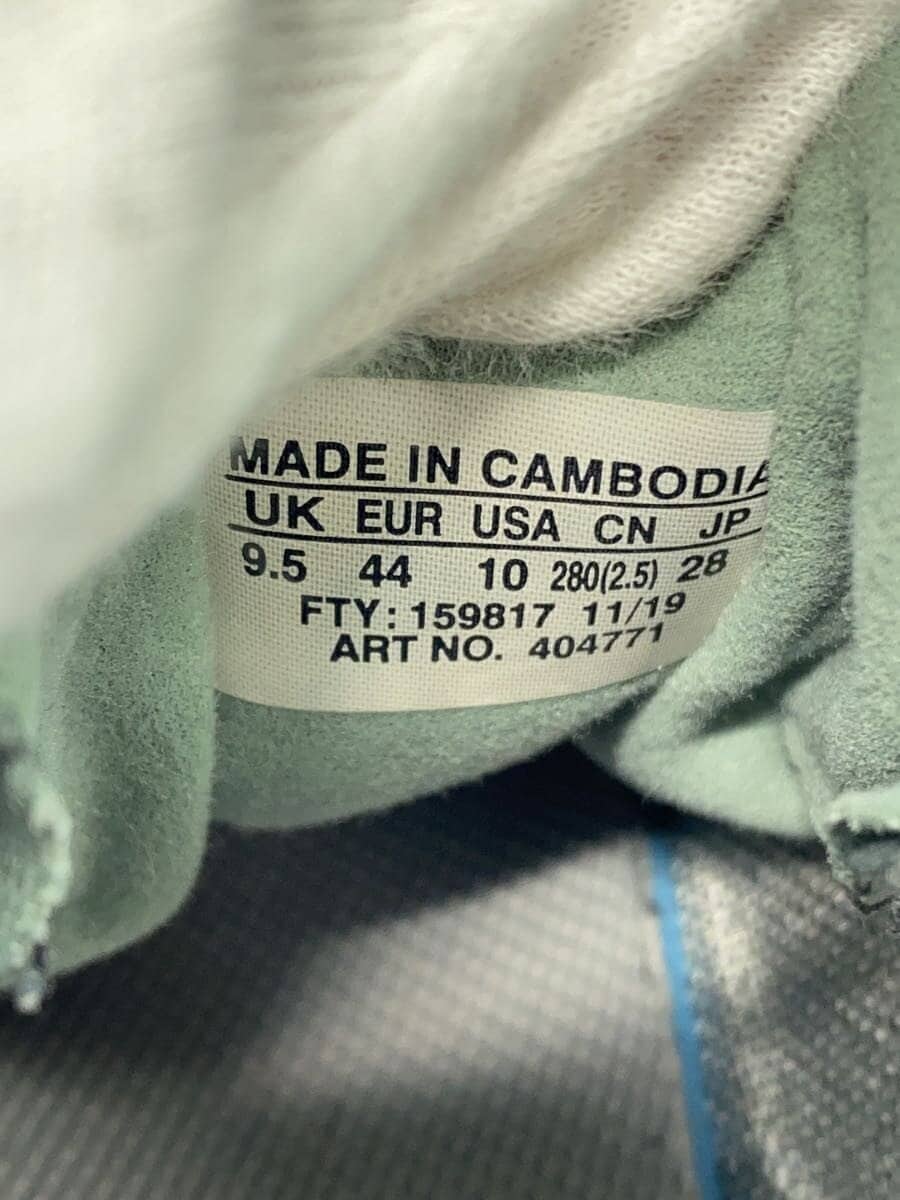 MADE IN CAMBODIA
UK EUR USA CN JP
9.5 44 10 280(2.5) 28
FTY: 159817 11/19
ART NO. 404771